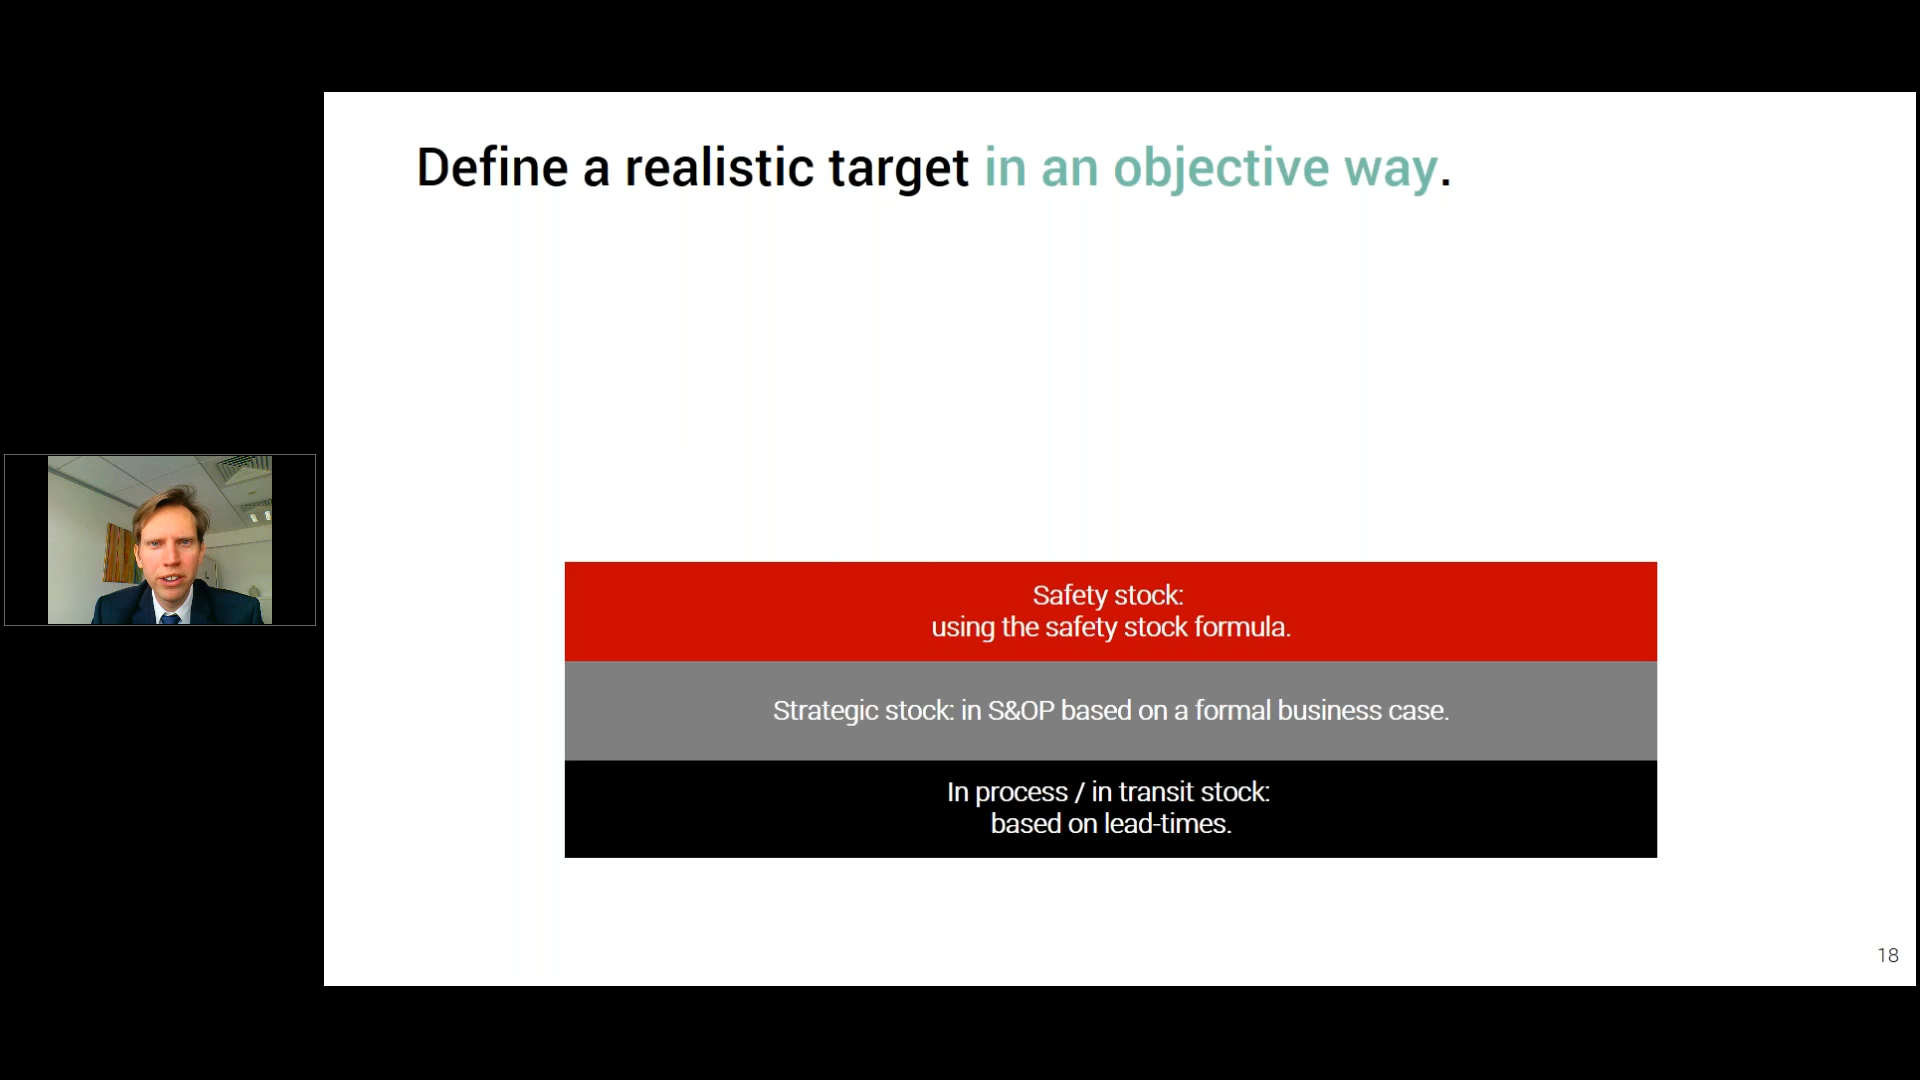 Define a realistic target in an objective way.
Safety stock:
using the safety stock formula.
Strategic stock: in S&OP based on a formal business case.
In process / in transit stock:
based on lead-times.
18